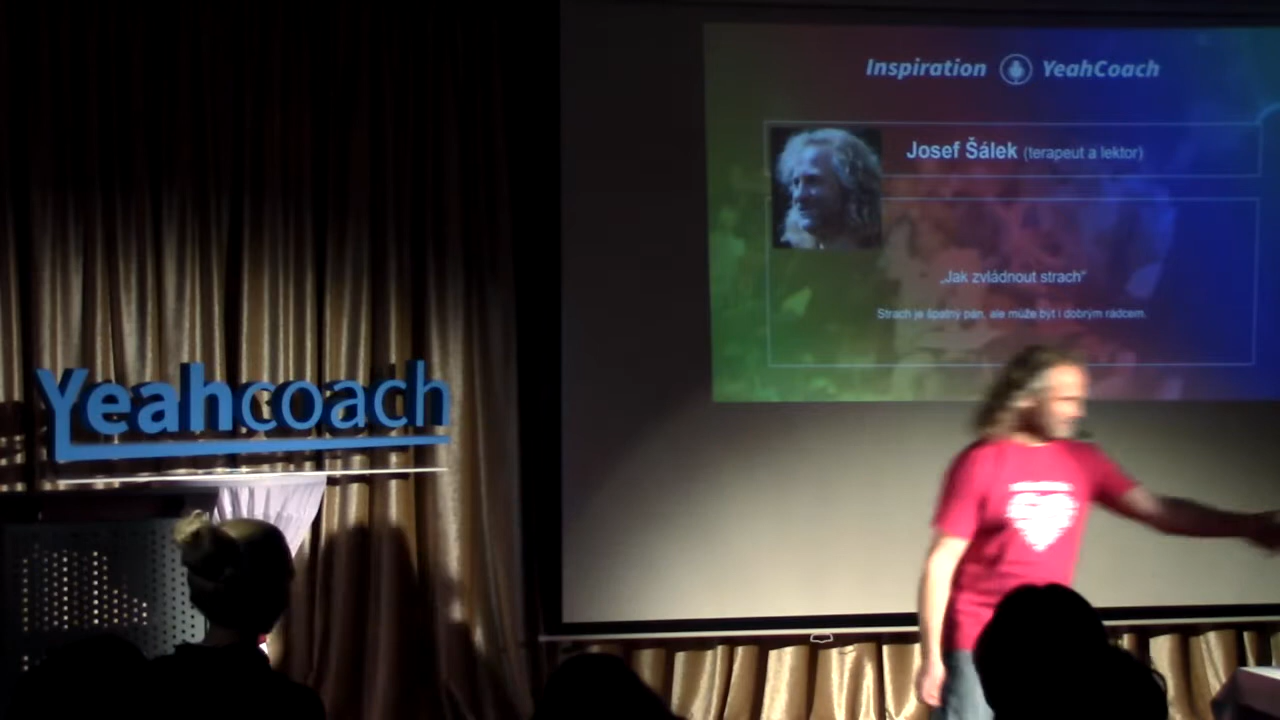 Inspiration YeahCoach
Josef Šálek (terapeut a lektor)
„Jak zvládnout strach"
Strach je špatný pán, ale může být i dobrým rádcem.
Yeahcoach